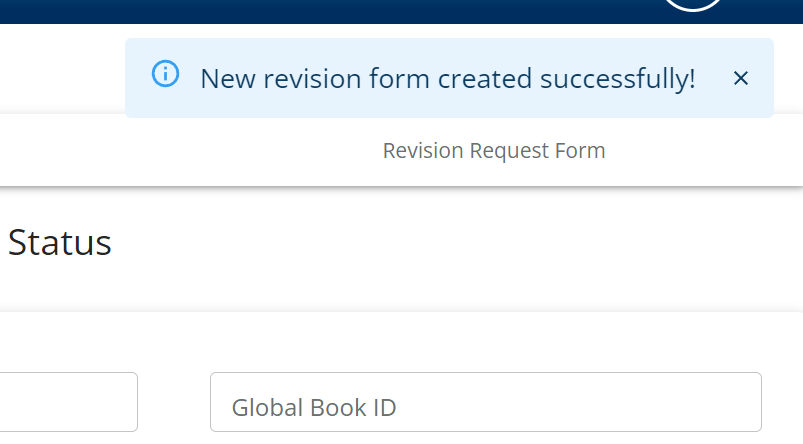 New revision form created successfully!
Revision Request Form
Status
Global Book ID